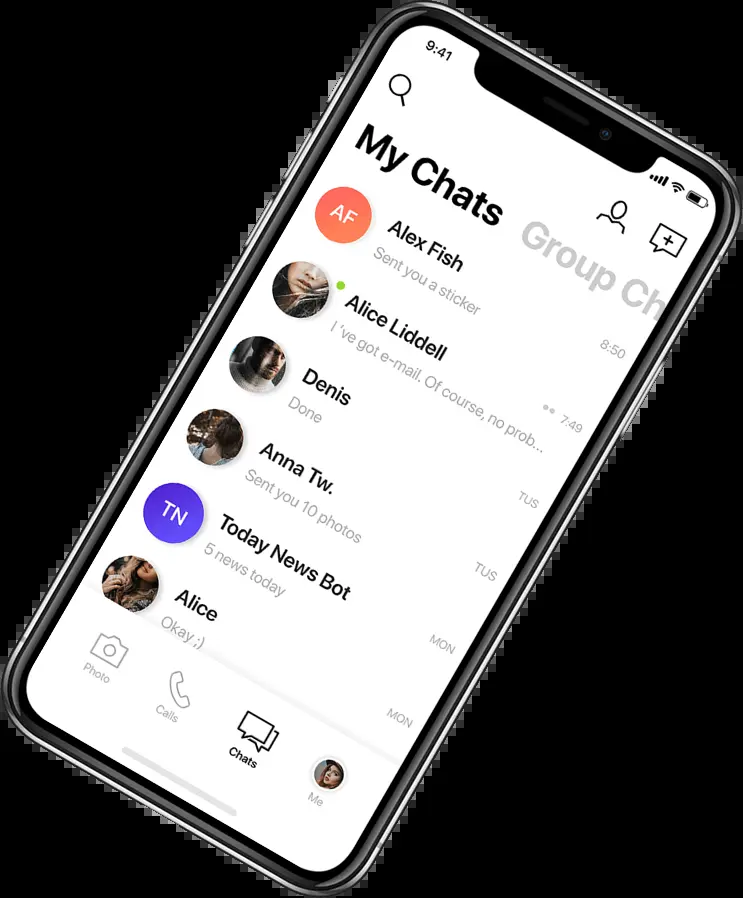 9:41
My Chats
Group Ch
AF
Alex Fish
Sent you a sticker
8:50
Alice Liddell
I 've got e-mail. Of course, no prob...
7:49
Denis
Done
TUS
Anna Tw.
Sent you 10 photos
TUS
TN
Today News Bot
5 news today
MON
Alice
Okay ;)
MON
Photo
Calls
Chats
Me